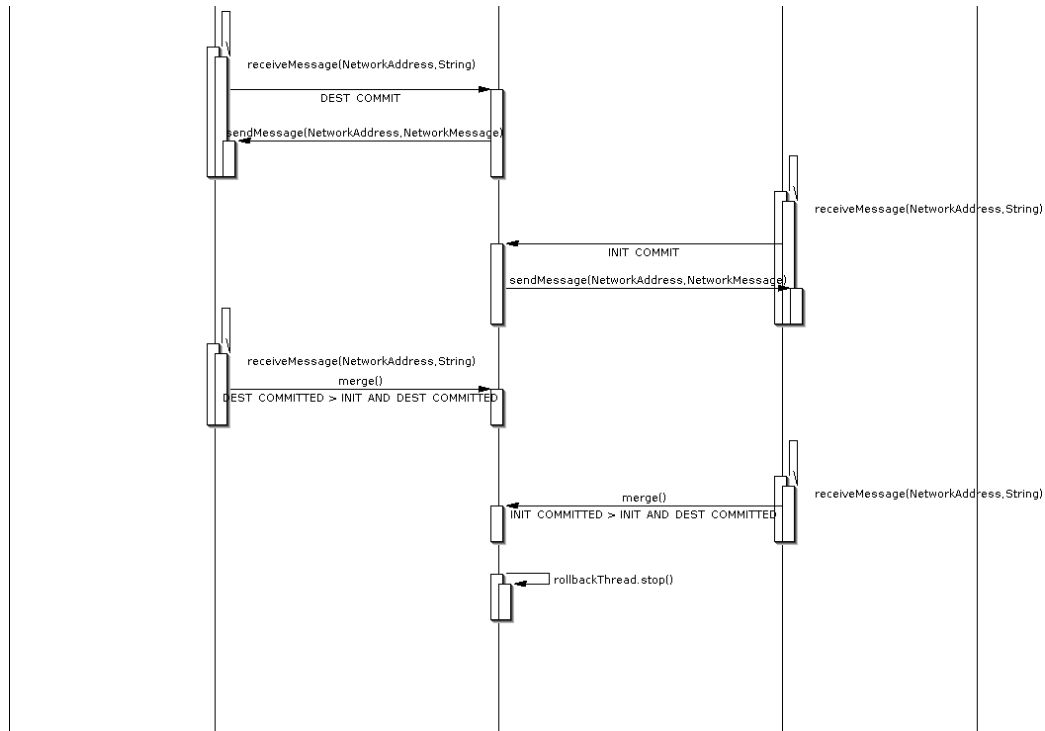 receiveMessage(NetworkAddress,String)
DEST COMMIT
sendMessage(NetworkAddress,NetworkMessage)
receiveMessage(NetworkAddress,String)
INIT COMMIT
sendMessage(NetworkAddress,NetworkMessage)
receiveMessage(NetworkAddress,String)
merge()
DEST COMMITTED > INIT AND DEST COMMITTED
receiveMessage(NetworkAddress,String)
merge()
INIT COMMITTED > INIT AND DEST COMMITTED
rollbackThread.stop()